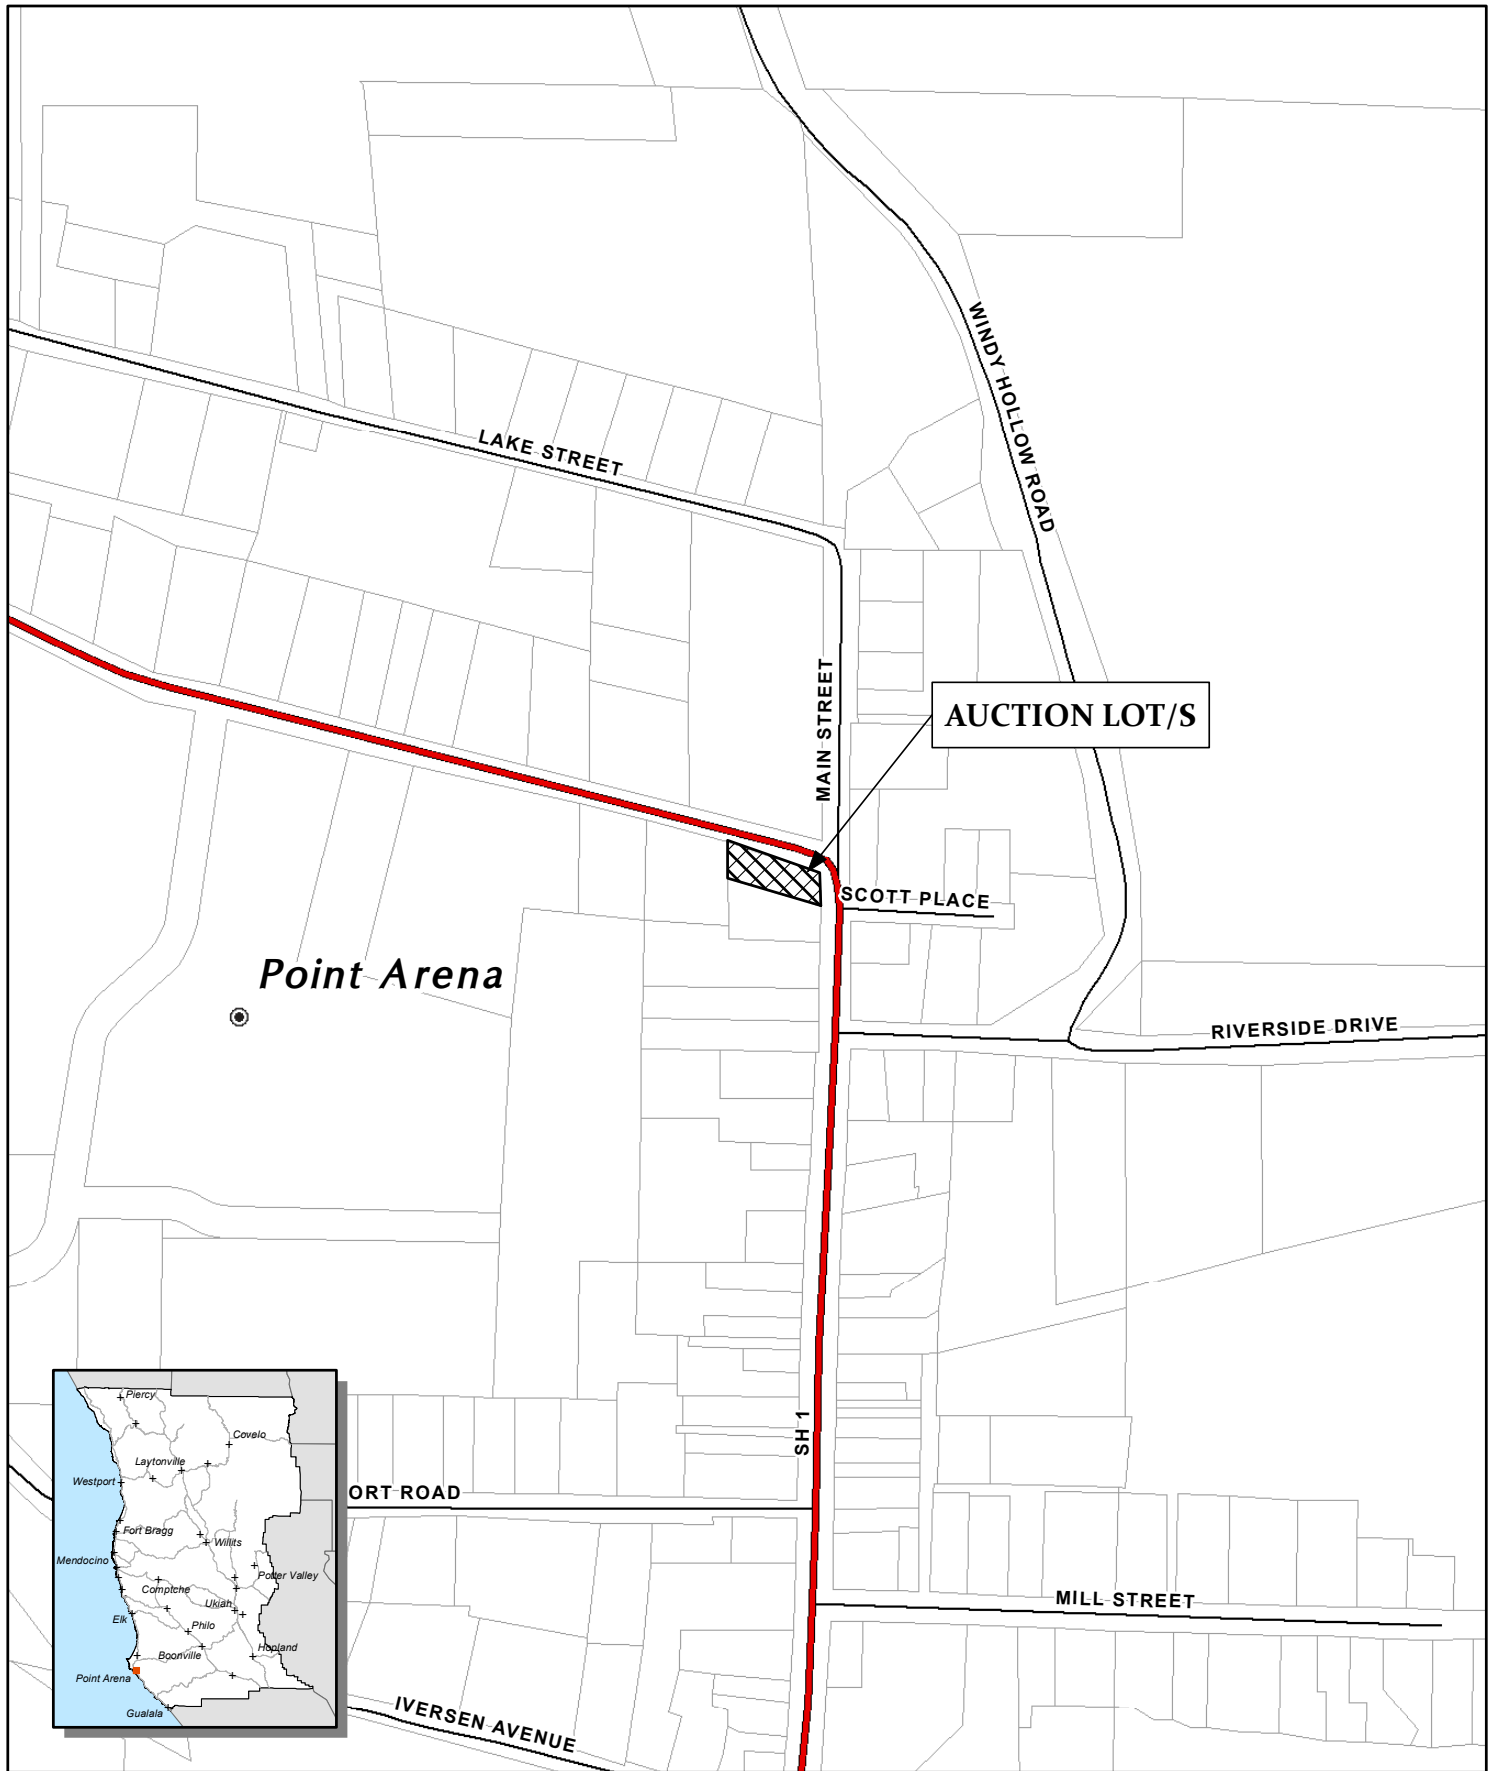 WINDY HOLLOW ROAD
LAKE STREET
MAIN STREET
AUCTION LOT/S
SCOTT PLACE
Point Arena
RIVERSIDE DRIVE
SH 1
ORT ROAD
MILL STREET
IVERSEN AVENUE
Piercy
Covelo
Laytonville
Westport
Fort Bragg
Willits
Mendocino
Potter Valley
Comptche
Ukiah
Elk
Philo
Hopland
Boonville
Point Arena
Gualala